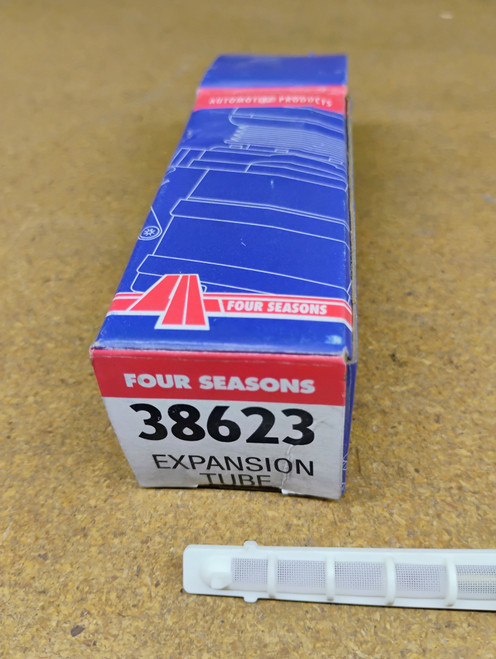 AUTOMOTIVE PRODUCTS
FOUR SEASONS
FOUR SEASONS
38623
EXPANSION
TUBE